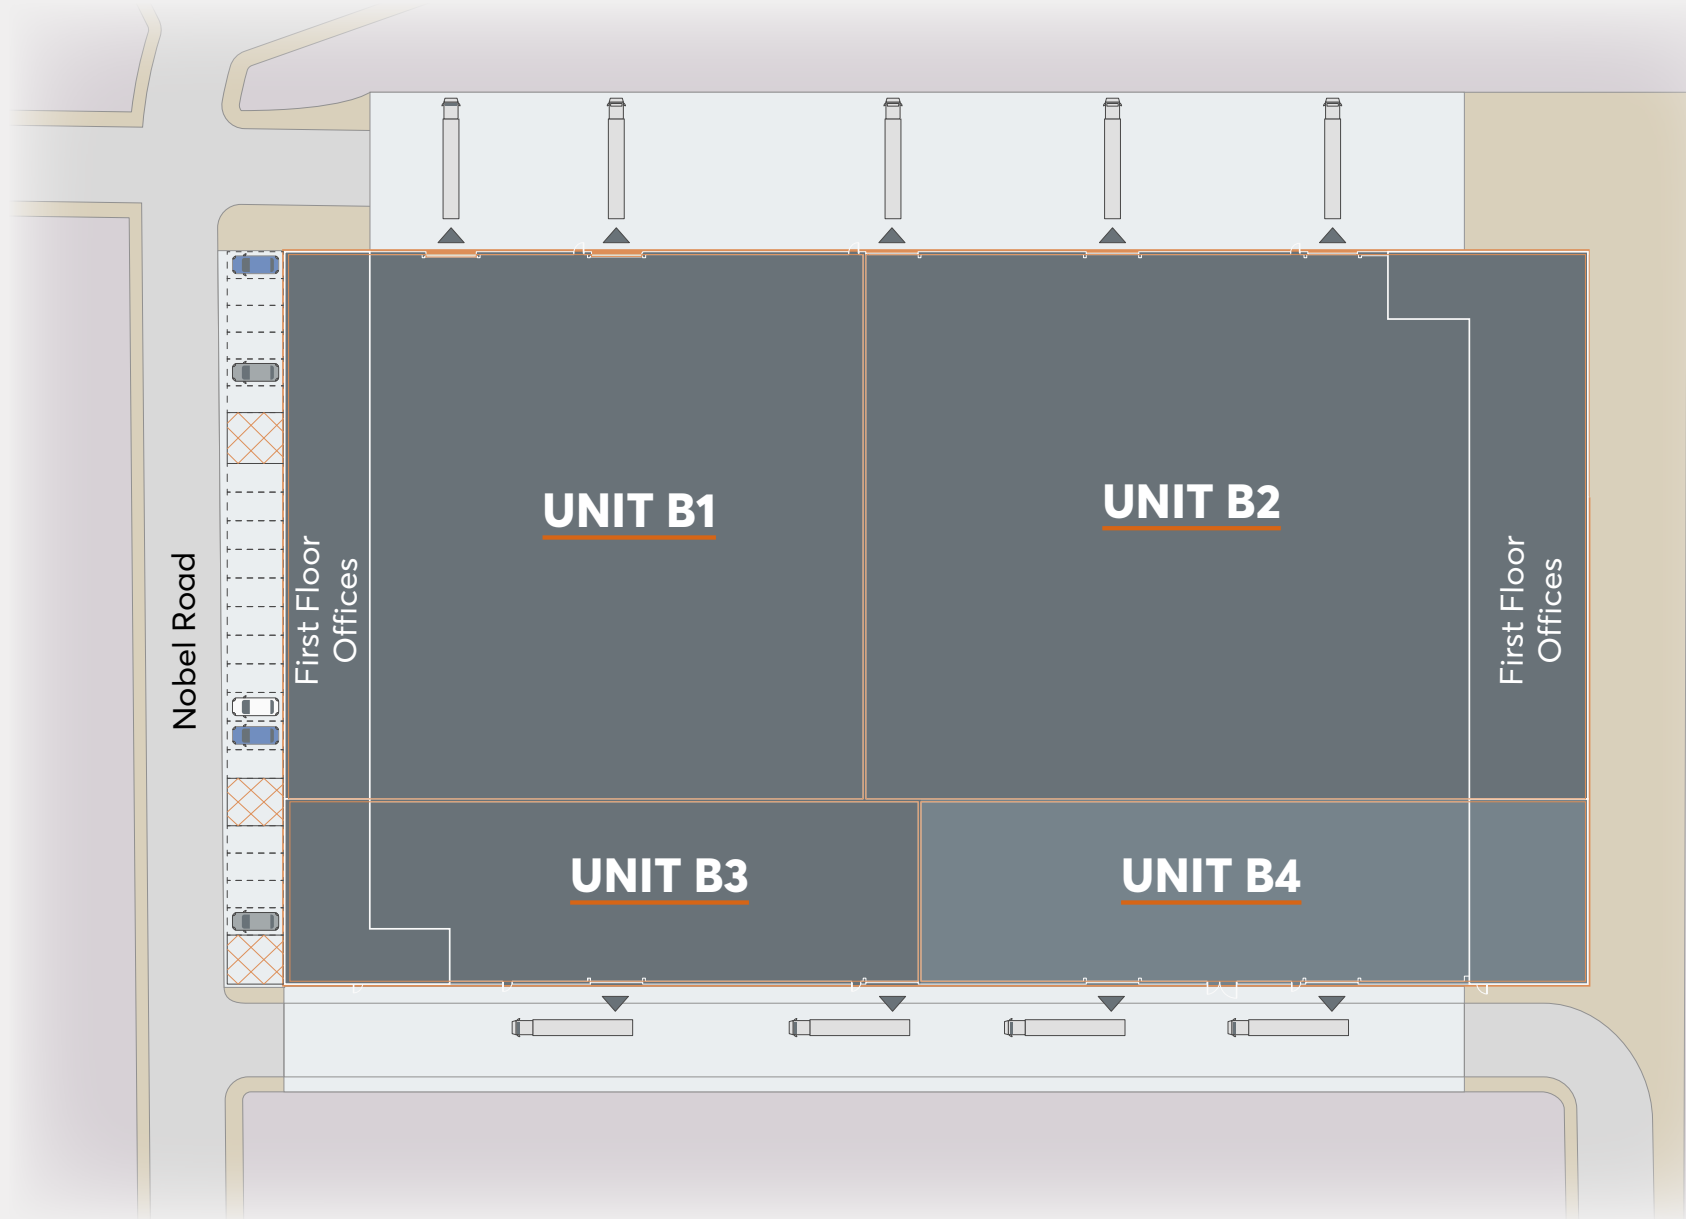 UNIT B1
UNIT B2
Nobel Road
First Floor
Offices
First Floor
Offices
UNIT B3
UNIT B4